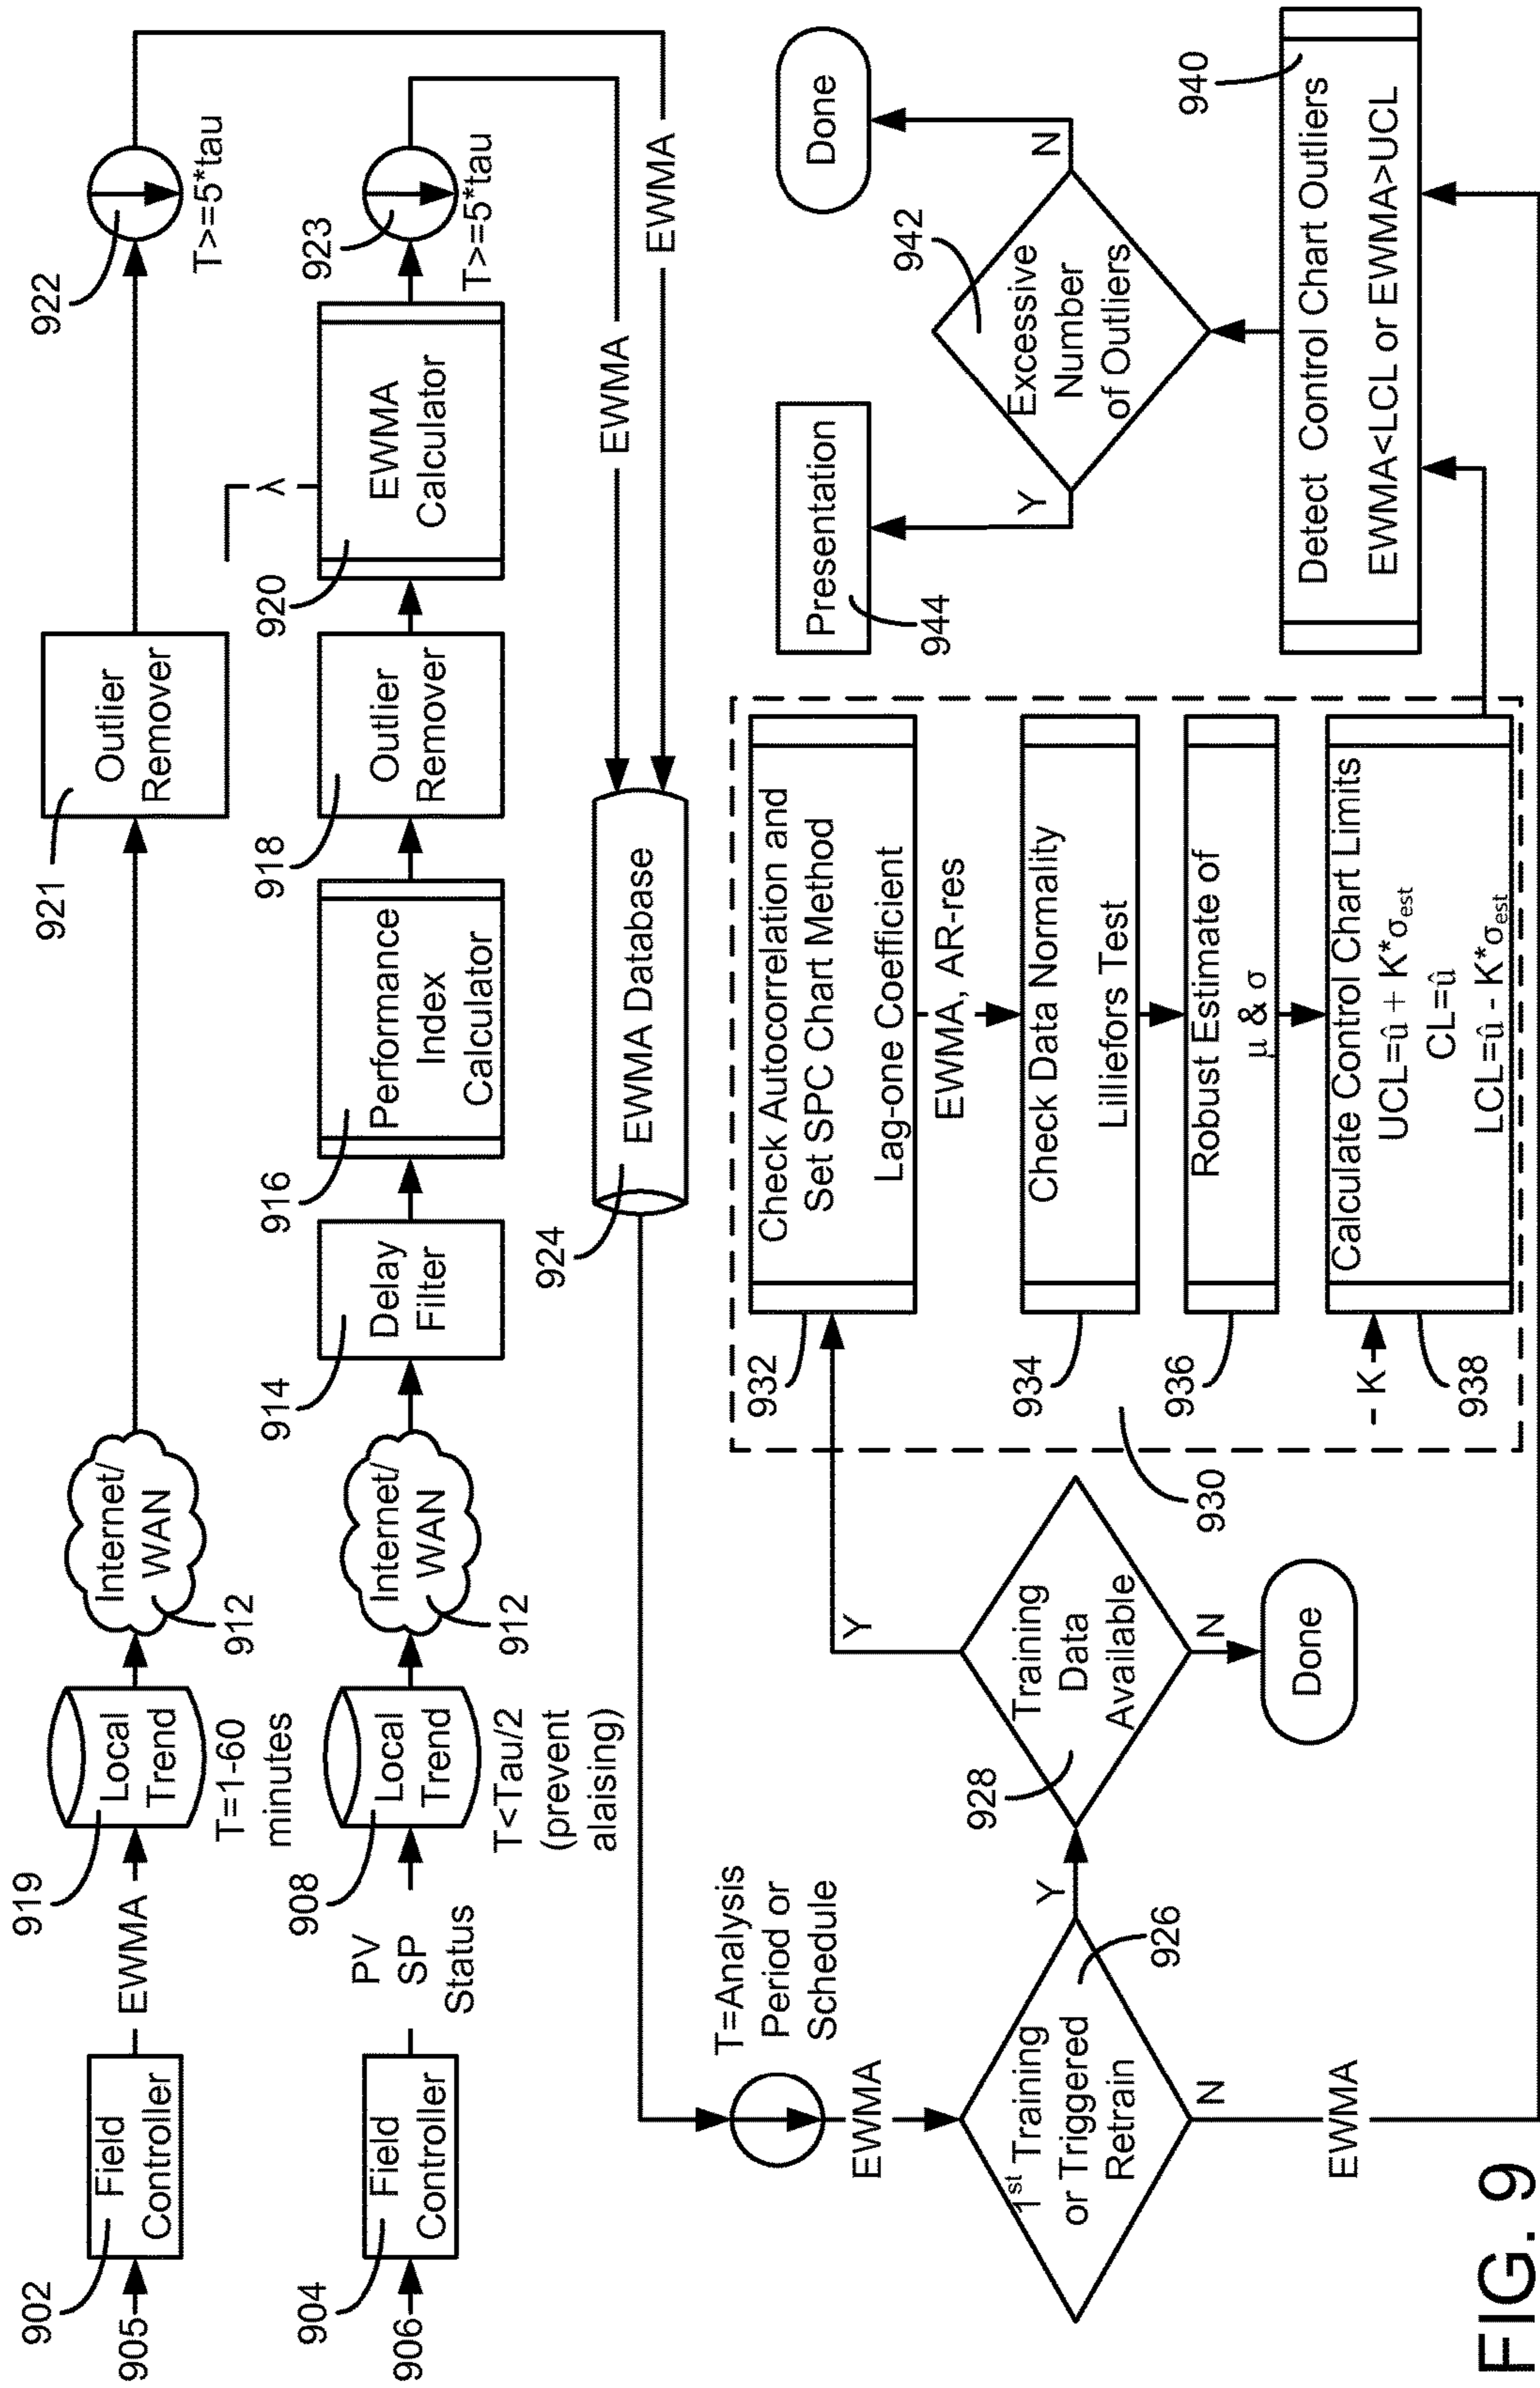 902
905
Field
Controller
EWMA
919
Local
Trend
T=1-60
minutes
Internet/
WAN
912
921
Outlier
Remover
922
T>=5*tau
904
906
Field
Controller
PV
SP
Status
908
Local
Trend
T<Tau/2
(prevent
alaising)
Internet/
WAN
912
914
Delay
Filter
916
Performance
Index
Calculator
918
Outlier
Remover
920
λ
EWMA
Calculator
923
T>=5*tau
EWMA
EWMA
924
EWMA Database
T=Analysis
Period or
Schedule
EWMA
1st Training
or Triggered
Retrain
926
Y
N
EWMA
928
Training
Data
Available
Y
N
Done
930
932
Check Autocorrelation and
Set SPC Chart Method
Lag-one Coefficient
EWMA, AR-res
934
Check Data Normality
Lilliefors Test
936
Robust Estimate of
μ & σ
K
938
Calculate Control Chart Limits
UCL=û + K*σest
CL=û
LCL=û - K*σest
940
Detect Control Chart Outliers
EWMA<LCL or EWMA>UCL
942
Excessive
Number
of Outliers
Y
N
944
Presentation
Done
FIG. 9